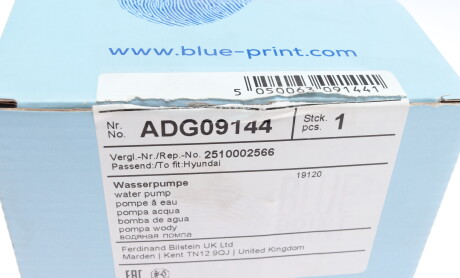 www.blue-print.com
5 050063 091441
Nr.
No. ADG09144
Stck.
pcs. 1
Vergl.-Nr./Rep.-No. 2510002566
Passend:/To fit:Hyundai
Wasserpumpe 19120
water pump
pompe à eau
pompa acqua
bomba de agua
pompa wody
водяная помпа
Ferdinand Bilstein UK Ltd
Marden | Kent TN12 9QJ | United Kingdom
EAC